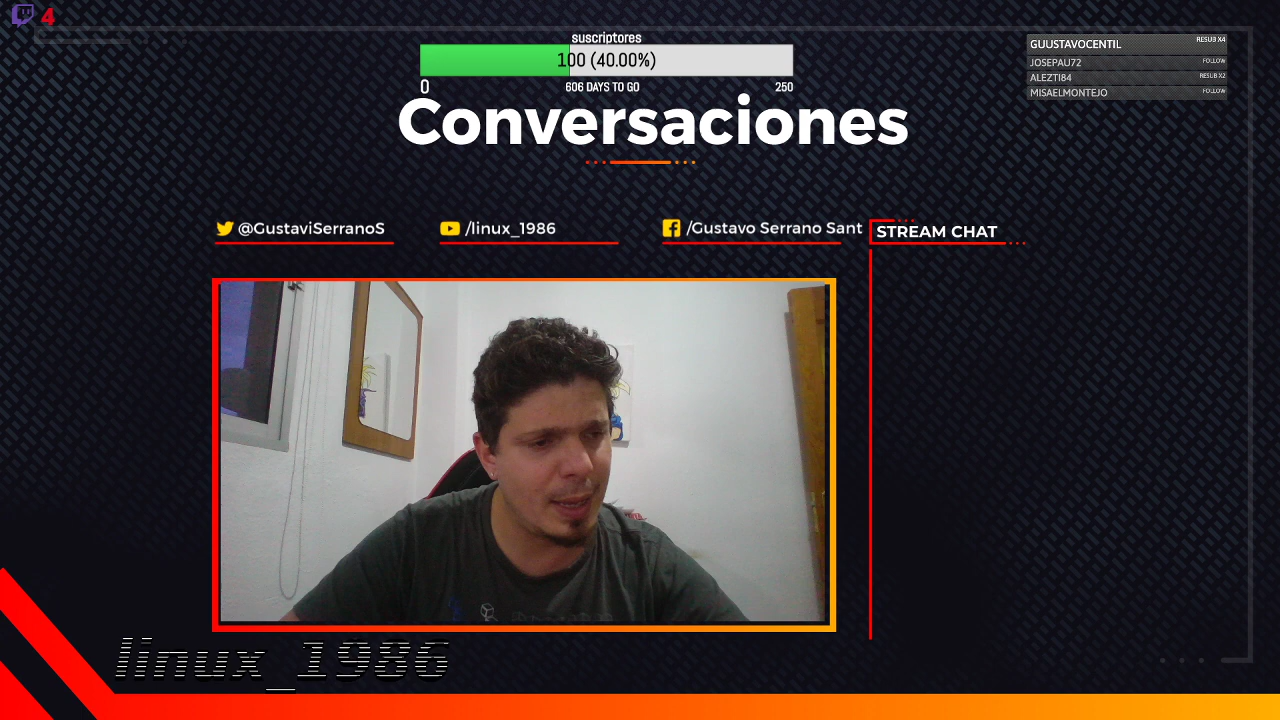 4
suscriptores
100 (40.00%)
0 606 DAYS TO GO 250
GUUSTAVOCENTIL RESUB X4
JOSEPAU72 FOLLOW
ALEZTI84 RESUB X2
MISAELMONTEJO FOLLOW
Conversaciones
@GustaviSerranoS /linux_1986 /Gustavo Serrano Sant
STREAM CHAT
linux_1986